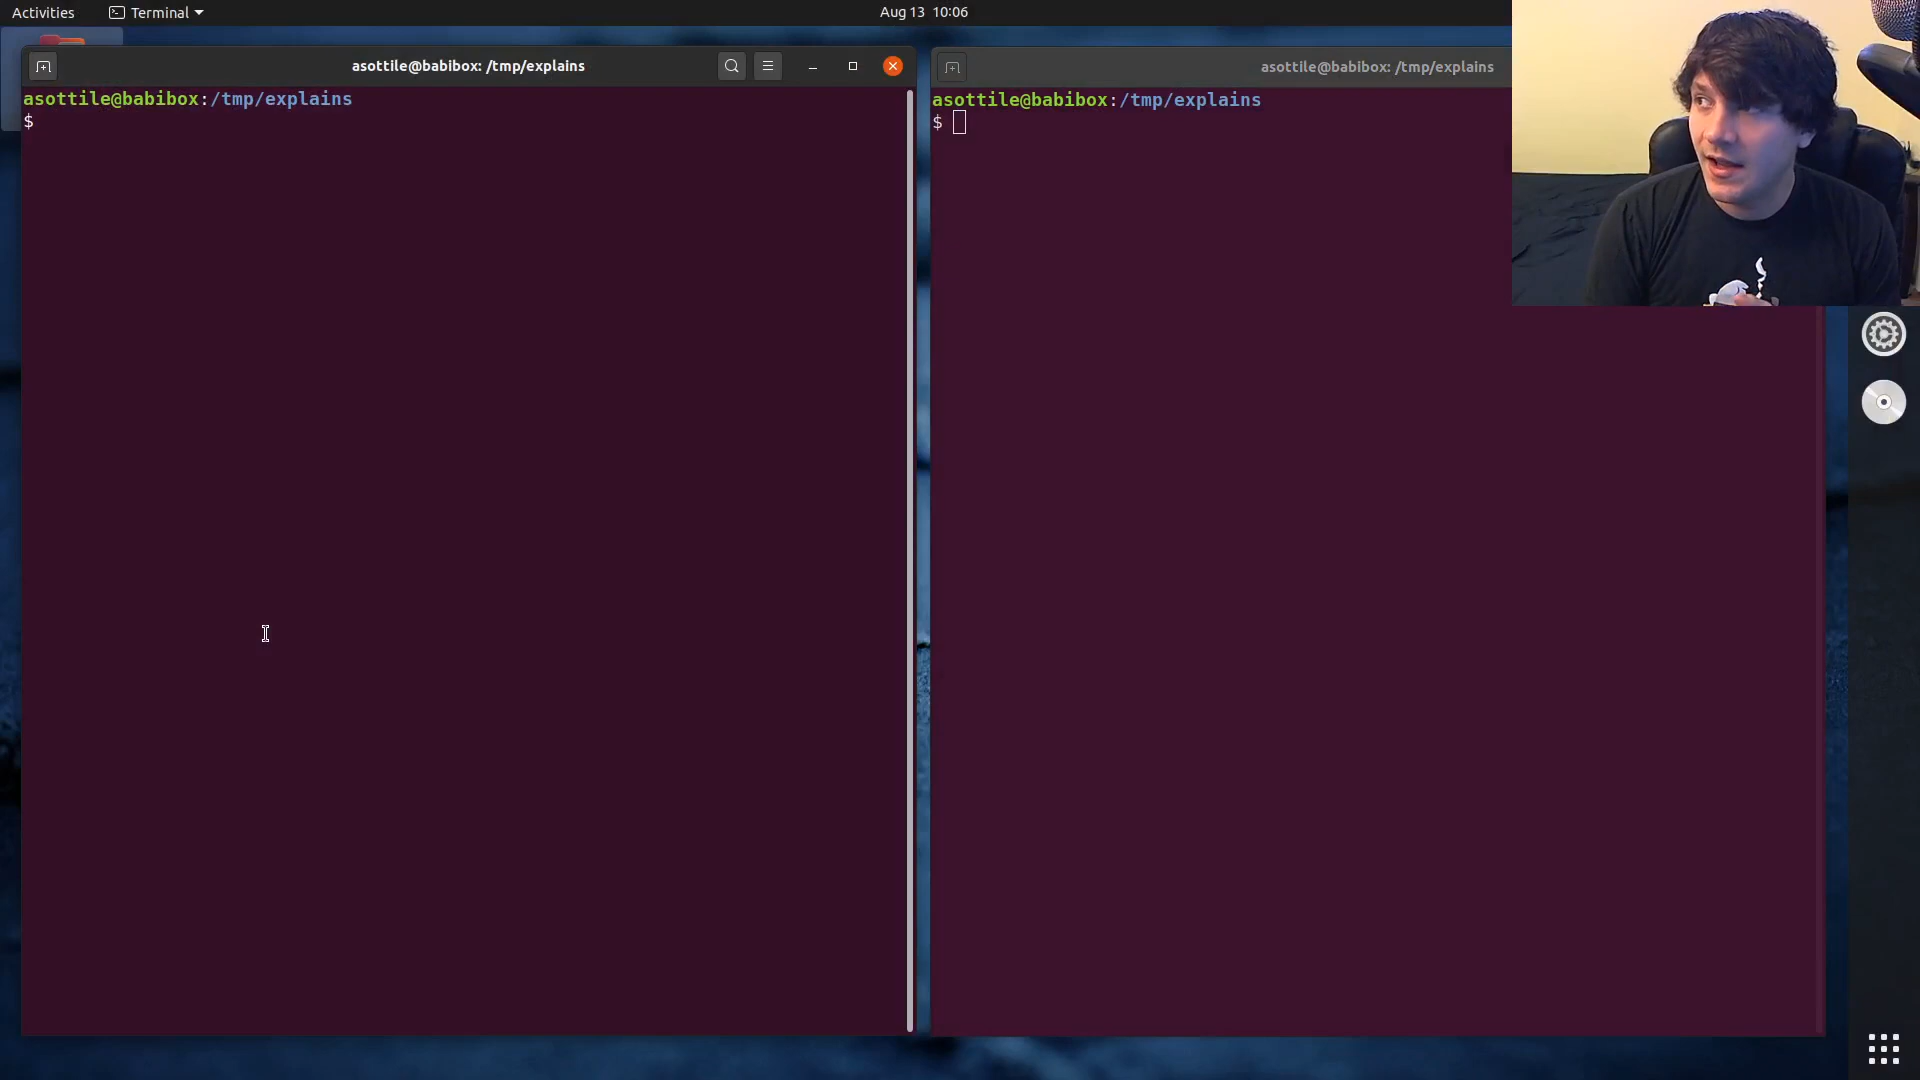 Activities
Terminal
Aug 13 10:06
asottile@babibox: /tmp/explains
asottile@babibox:/tmp/explains
$
asottile@babibox: /tmp/explains
asottile@babibox:/tmp/explains
$